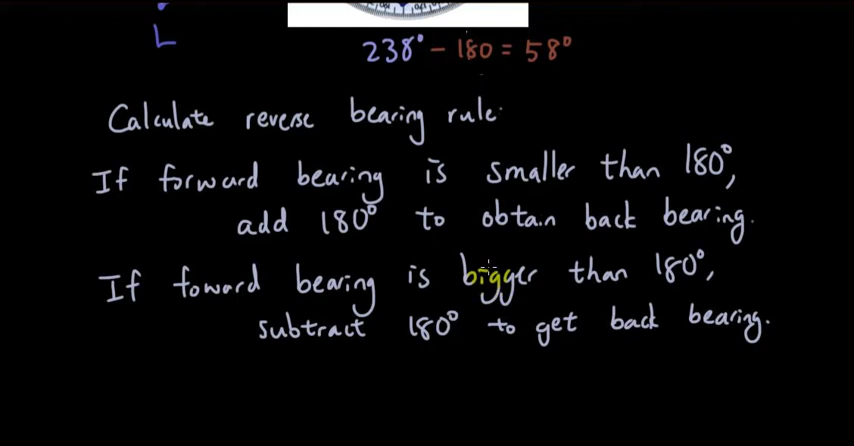 L
238° - 180 = 58°
Calculate reverse bearing rule.
If forward bearing is smaller than 180°,
add 180° to obtain back bearing.
If foward bearing is bigger than 180°,
subtract 180° to get back bearing.